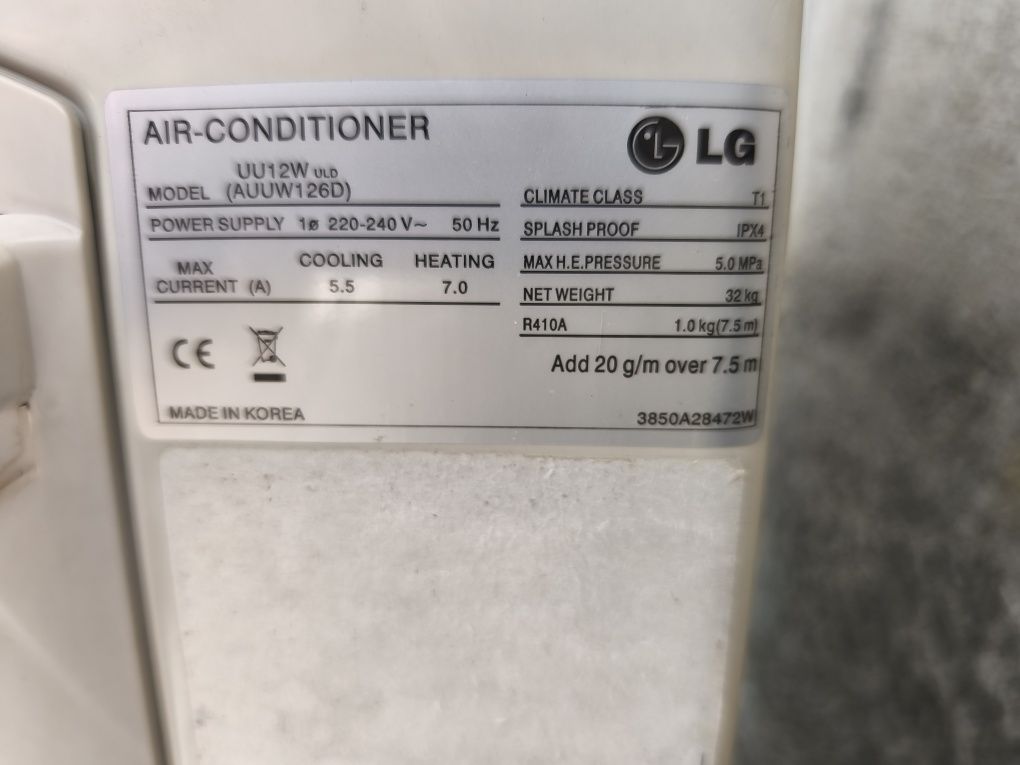 AIR-CONDITIONER
LG
UU12W ULD
MODEL (AUUW126D)
POWER SUPPLY 1ø 220-240 V~ 50 Hz
COOLING HEATING
MAX
CURRENT (A) 5.5 7.0
CE
MADE IN KOREA
CLIMATE CLASS T1
SPLASH PROOF IPX4
MAX H.E.PRESSURE 5.0 MPa
NET WEIGHT 32 kg
R410A 1.0 kg(7.5 m)
Add 20 g/m over 7.5 m
3850A28472W